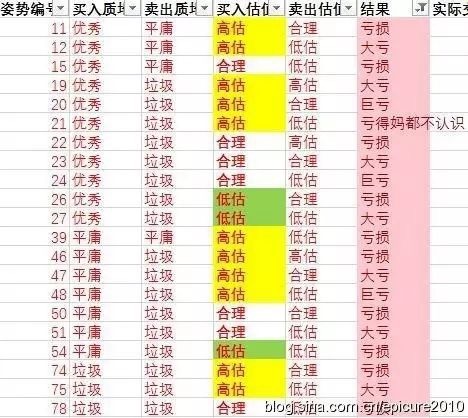 姿势编号 买入质地 卖出质地 买入估值 卖出估值 结果 实际交
11 优秀 平庸 高估 合理 亏损
12 优秀 平庸 高估 低估 大亏
15 优秀 平庸 合理 低估 亏损
19 优秀 垃圾 高估 高估 大亏
20 优秀 垃圾 高估 合理 巨亏
21 优秀 垃圾 高估 低估 亏得妈都不认识
22 优秀 垃圾 合理 高估 亏损
23 优秀 垃圾 合理 合理 大亏
24 优秀 垃圾 合理 低估 巨亏
26 优秀 垃圾 低估 合理 亏损
27 优秀 垃圾 低估 低估 大亏
39 平庸 平庸 高估 低估 亏损
46 平庸 垃圾 高估 高估 亏损
47 平庸 垃圾 高估 合理 大亏
48 平庸 垃圾 高估 低估 巨亏
50 平庸 垃圾 合理 合理 亏损
51 平庸 垃圾 合理 低估 大亏
54 平庸 垃圾 低估 低估 亏损
74 垃圾 垃圾 高估 合理 亏损
75 垃圾 垃圾 高估 低估 大亏
78 垃圾 垃圾 合理 低估 亏损
blog.sina.com.cn/epicure2010